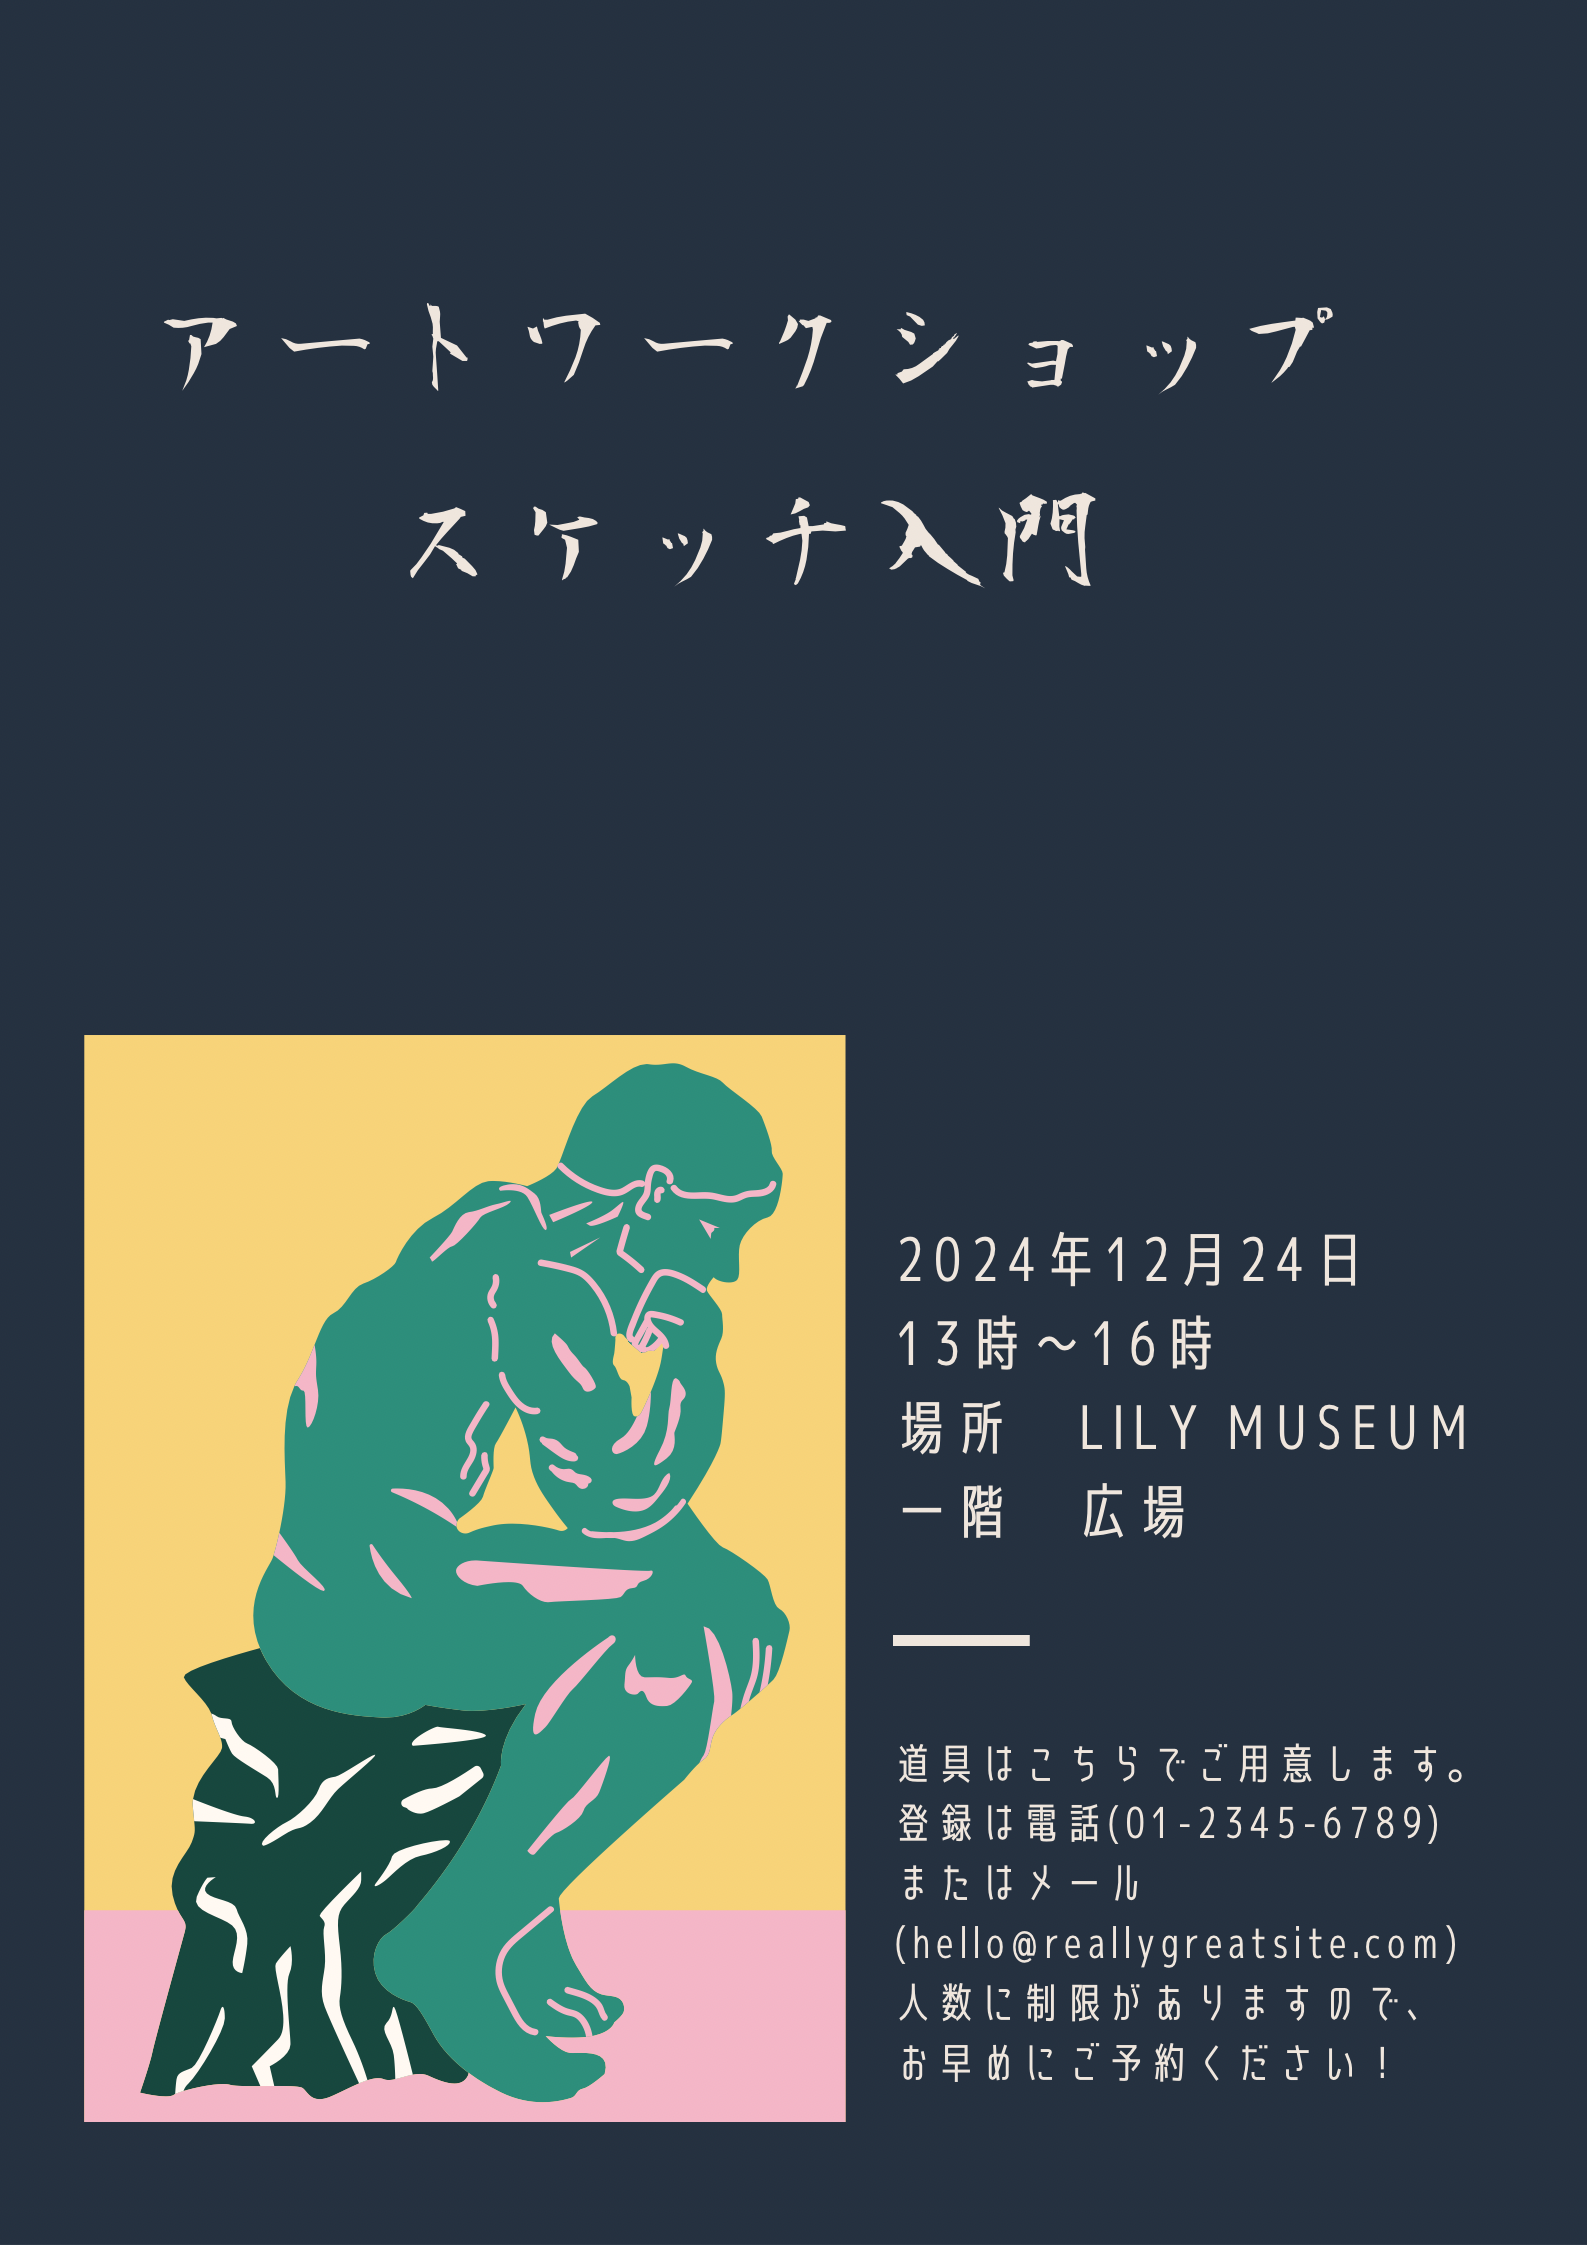 アートワークショップ
スケッチ入門
2024年12月24日
13時～16時
場所　LILY MUSEUM
一階　広場
道具はこちらでご用意します。
登録は電話(01-2345-6789)
またはメール
(hello@reallygreatsite.com)
人数に制限がありますので、
お早めにご予約ください！